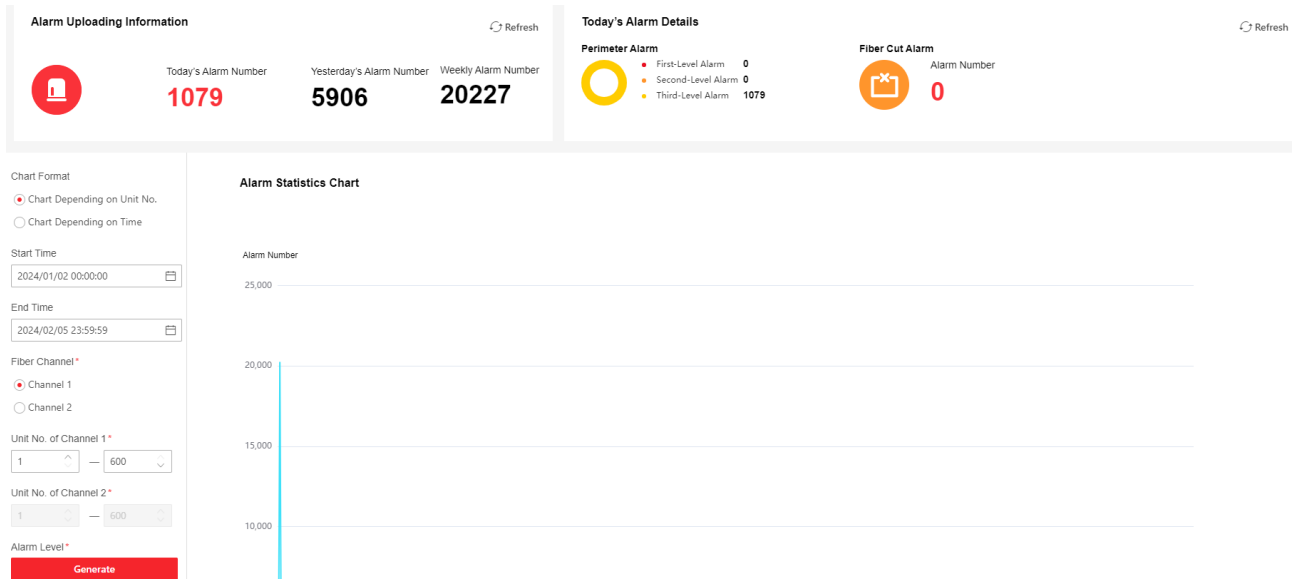 Alarm Uploading Information
Refresh
Today's Alarm Number
1079
Yesterday's Alarm Number
5906
Weekly Alarm Number
20227
Today's Alarm Details
Refresh
Perimeter Alarm
First-Level Alarm 0
Second-Level Alarm 0
Third-Level Alarm 1079
Fiber Cut Alarm
Alarm Number
0
Chart Format
Chart Depending on Unit No.
Chart Depending on Time
Start Time
2024/01/02 00:00:00
End Time
2024/02/05 23:59:59
Fiber Channel*
Channel 1
Channel 2
Unit No. of Channel 1*
1 — 600
Unit No. of Channel 2*
1 — 600
Alarm Level*
Generate
Alarm Statistics Chart
Alarm Number
25,000
20,000
15,000
10,000